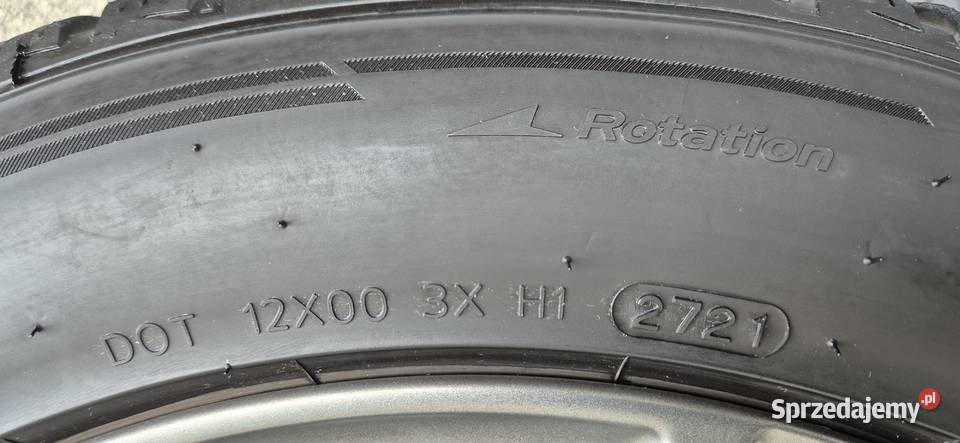 Rotation
DOT 12X00 3X H1 2721
Sprzedajemy.pl